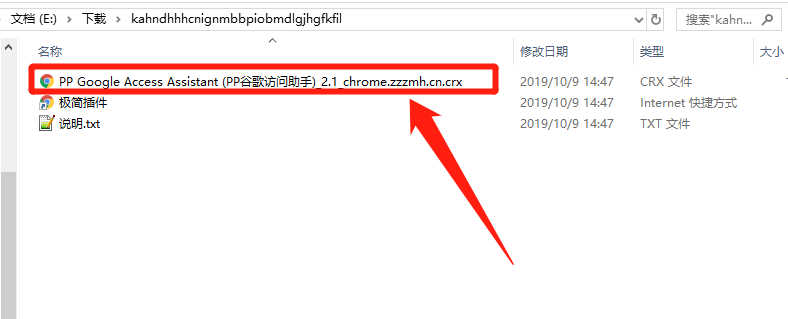 文档 (E:) › 下载 › kahndhhhcnignmbbpiobmdlgjhgfkfil 搜索"kahn...
名称 修改日期 类型 大小
PP Google Access Assistant (PP谷歌访问助手)_2.1_chrome.zzzmh.cn.crx 2019/10/9 14:47 CRX 文件
极简插件 2019/10/9 14:47 Internet 快捷方式
说明.txt 2019/10/9 14:47 TXT 文件